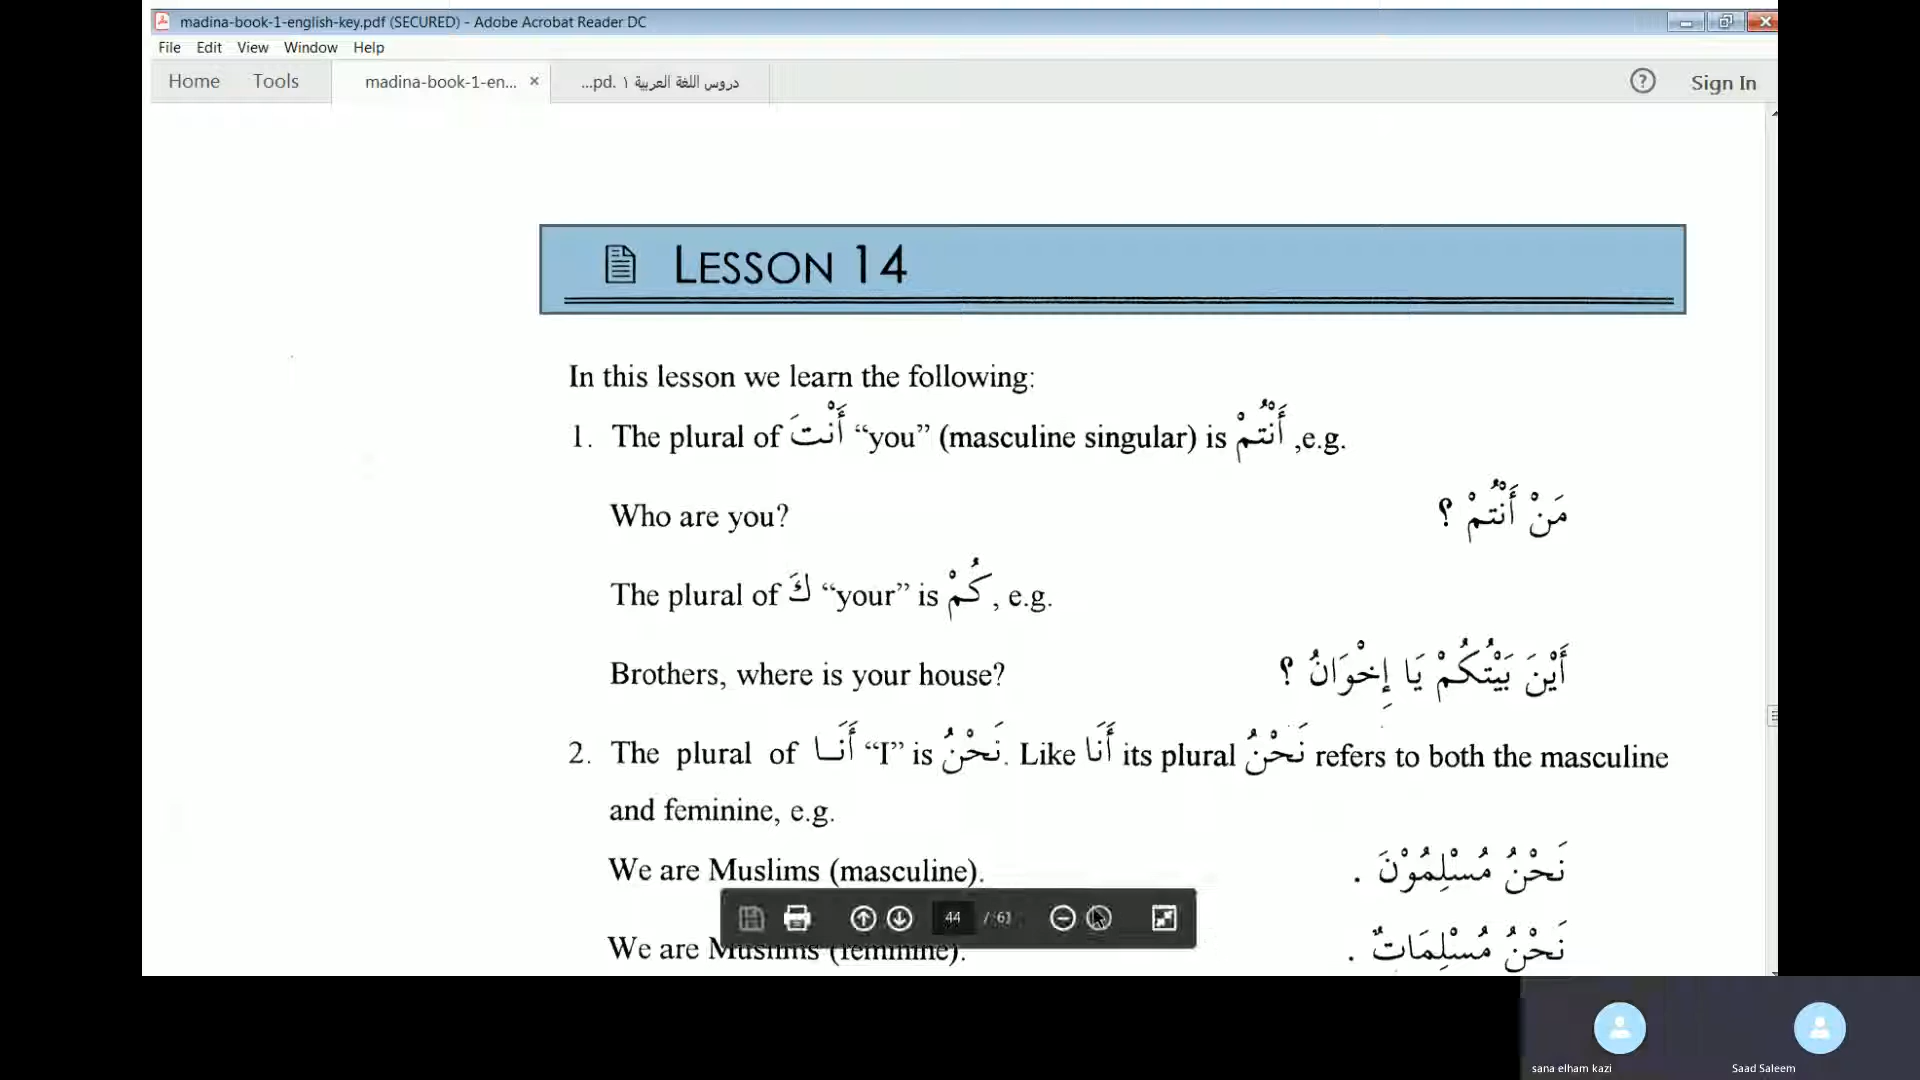 madina-book-1-english-key.pdf (SECURED) - Adobe Acrobat Reader DC
File Edit View Window Help
Home Tools madina-book-1-en... × دروس اللغة العربية ١ .pd... Sign In
LESSON 14
In this lesson we learn the following:
1. The plural of أَنْتَ “you” (masculine singular) is أَنْتُمْ ,e.g.
Who are you? مَنْ أَنْتُمْ ؟
The plural of كَ “your” is كُمْ , e.g.
Brothers, where is your house? أَيْنَ بَيْتُكُمْ يَا إِخْوَانُ ؟
2. The plural of أَنَــا “I” is نَحْنُ. Like أَنَا its plural نَحْنُ refers to both the masculine
and feminine, e.g.
We are Muslims (masculine). نَحْنُ مُسْلِمُوْنَ .
44 / 61
We are Muslims (feminine). نَحْنُ مُسْلِمَاتٌ .
sana elham kazi Saad Saleem